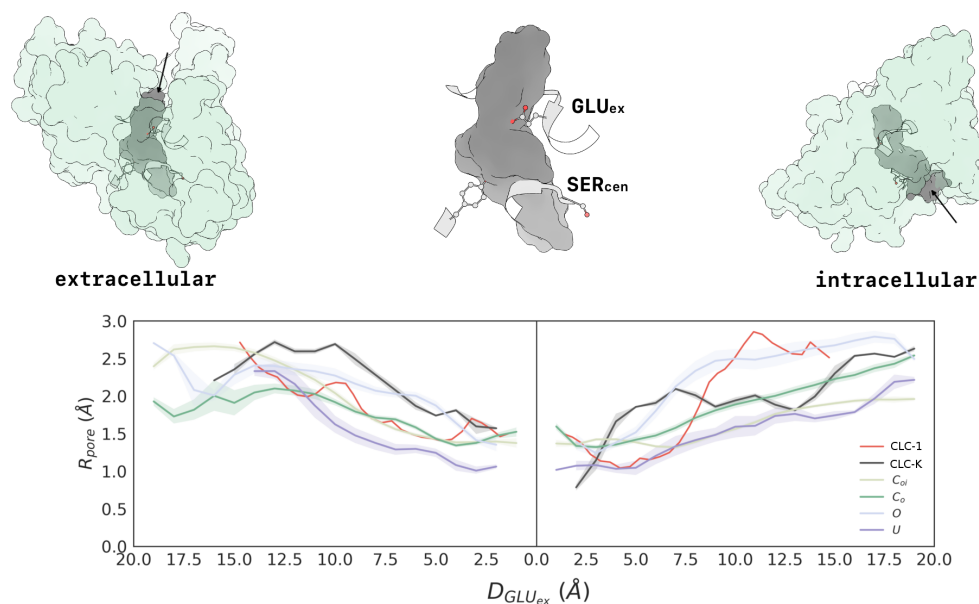 GLUex
SERcen
extracellular
intracellular
3.0
2.5
2.0
1.5
1.0
0.5
0.0
Rpore (Å)
CLC-1
CLC-K
Coi
Co
O
U
20.0 17.5 15.0 12.5 10.0 7.5 5.0 2.5 0.0 2.5 5.0 7.5 10.0 12.5 15.0 17.5 20.0
DGLUex (Å)